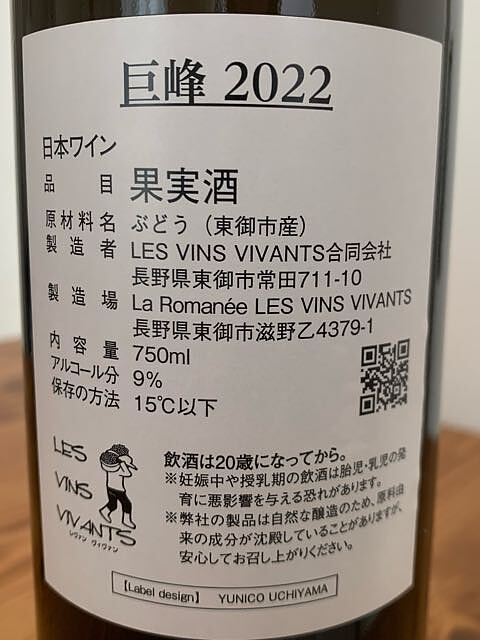 巨峰 2022
日本ワイン
品目 果実酒
原材料名 ぶどう（東御市産）
製造者 LES VINS VIVANTS合同会社
長野県東御市常田711-10
製造場 La Romanée LES VINS VIVANTS
長野県東御市滋野乙4379-1
内容量 750ml
アルコール分 9%
保存の方法 15℃以下
LES
VINS
VIVANTS
レヴァン ヴィヴァン
飲酒は20歳になってから。
※妊娠中や授乳期の飲酒は胎児・乳児の発
育に悪影響を与える恐れがあります。
※弊社の製品は自然な醸造のため、原料由
来の成分が沈殿していることがありますが、
安心してお召し上がりください。
【Label design】 YUNICO UCHIYAMA